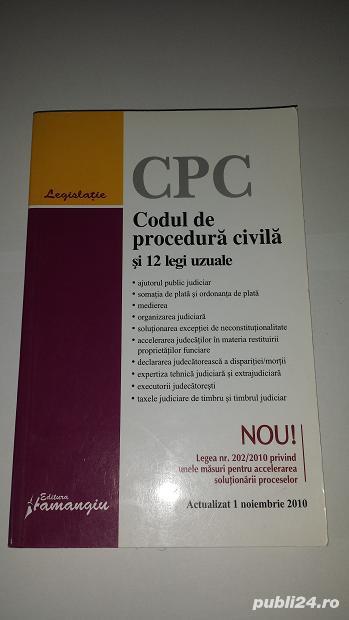 Legislație
CPC
Codul de
procedură civilă
și 12 legi uzuale
• ajutorul public judiciar
• somația de plată și ordonanța de plată
• medierea
• organizarea judiciară
• soluționarea excepției de neconstituționalitate
• accelerarea judecăților în materia restituirii
proprietăților funciare
• declararea judecătorească a dispariției/morții
• expertiza tehnică judiciară și extrajudiciară
• executorii judecătorești
• taxele judiciare de timbru și timbrul judiciar
NOU!
Legea nr. 202/2010 privind
unele măsuri pentru accelerarea
soluționării proceselor
Editura
Hamangiu
Actualizat 1 noiembrie 2010
publi24.ro